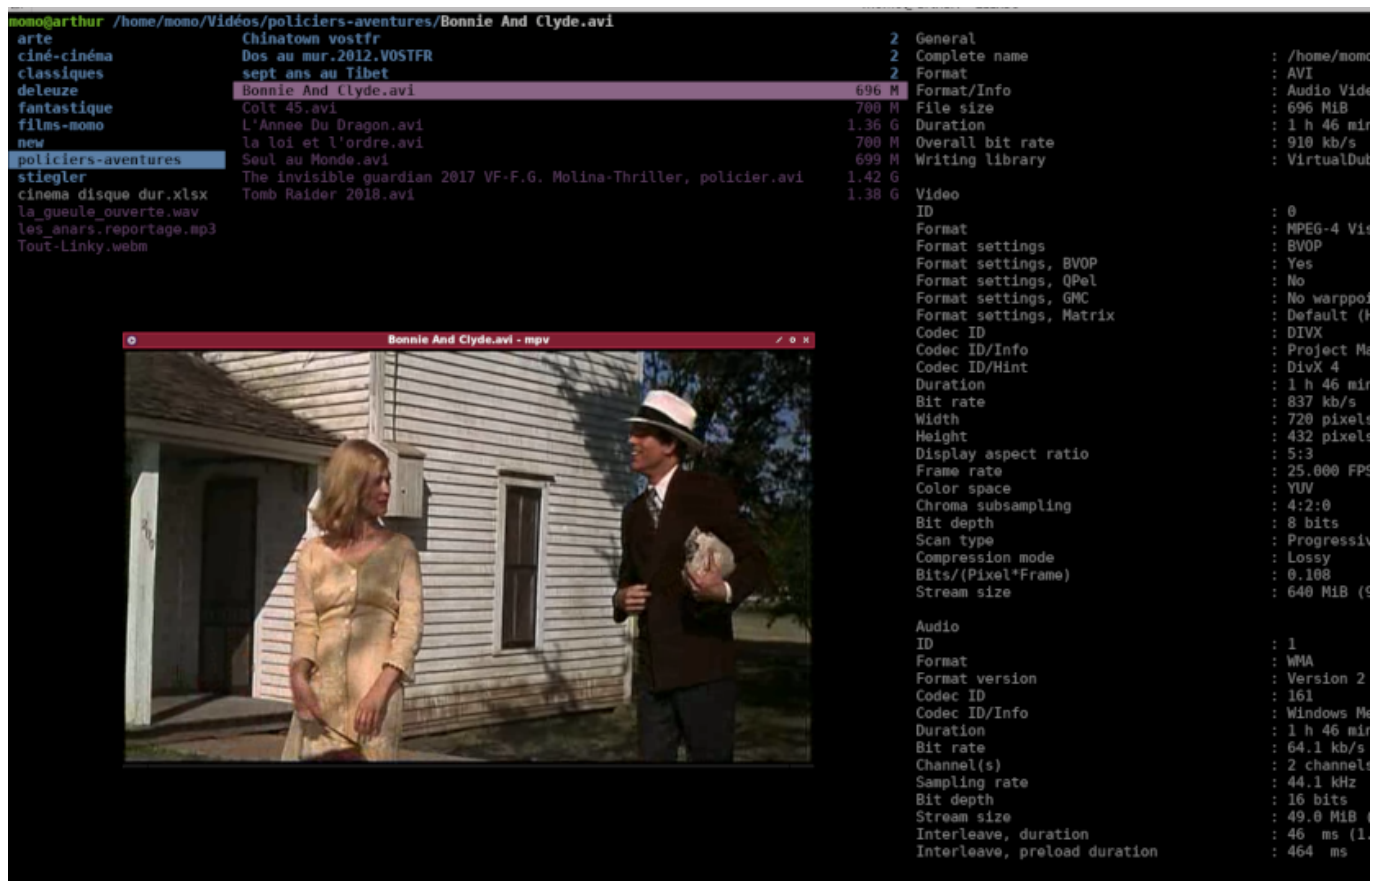 momo@arthur /home/momo/Vidéos/policiers-aventures/Bonnie And Clyde.avi
arte
ciné-cinéma
classiques
deleuze
fantastique
films-momo
new
policiers-aventures
stiegler
cinema disque dur.xlsx
la_gueule_ouverte.wav
les_anars.reportage.mp3
Tout-Linky.webm
Chinatown vostfr 2
Dos au mur.2012.VOSTFR 2
sept ans au Tibet 2
Bonnie And Clyde.avi 696 M
Colt 45.avi 700 M
L'Annee Du Dragon.avi 1.36 G
la loi et l'ordre.avi 700 M
Seul au Monde.avi 699 M
The invisible guardian 2017 VF-F.G. Molina-Thriller, policier.avi 1.42 G
Tomb Raider 2018.avi 1.38 G
General
Complete name : /home/momo
Format : AVI
Format/Info : Audio Vide
File size : 696 MiB
Duration : 1 h 46 min
Overall bit rate : 910 kb/s
Writing library : VirtualDub
Video
ID : 0
Format : MPEG-4 Vis
Format settings : BVOP
Format settings, BVOP : Yes
Format settings, QPel : No
Format settings, GMC : No warppoi
Format settings, Matrix : Default (H
Codec ID : DIVX
Codec ID/Info : Project Ma
Codec ID/Hint : DivX 4
Duration : 1 h 46 min
Bit rate : 837 kb/s
Width : 720 pixels
Height : 432 pixels
Display aspect ratio : 5:3
Frame rate : 25.000 FPS
Color space : YUV
Chroma subsampling : 4:2:0
Bit depth : 8 bits
Scan type : Progressiv
Compression mode : Lossy
Bits/(Pixel*Frame) : 0.108
Stream size : 640 MiB (9
Audio
ID : 1
Format : WMA
Format version : Version 2
Codec ID : 161
Codec ID/Info : Windows Me
Duration : 1 h 46 min
Bit rate : 64.1 kb/s
Channel(s) : 2 channels
Sampling rate : 44.1 kHz
Bit depth : 16 bits
Stream size : 49.0 MiB (
Interleave, duration : 46 ms (1.
Interleave, preload duration : 464 ms
Bonnie And Clyde.avi - mpv